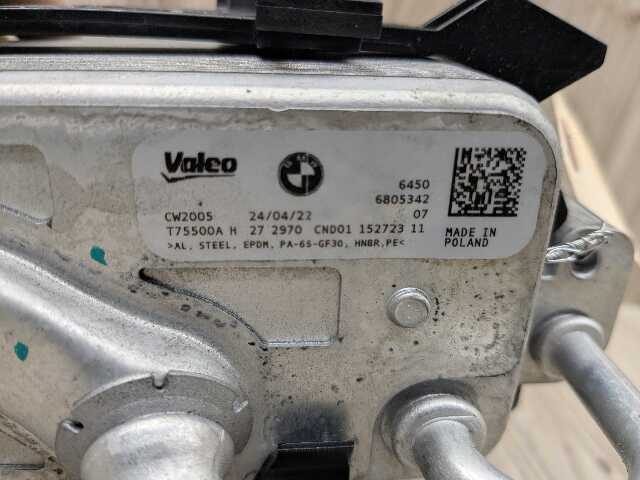 Valeo
6450
6805342
CW2005 24/04/22 07
T75500A H 27 2970 CND01 152723 11
>AL, STEEL, EPDM, PA-6S-GF30, HNBR,PE<
MADE IN
POLAND